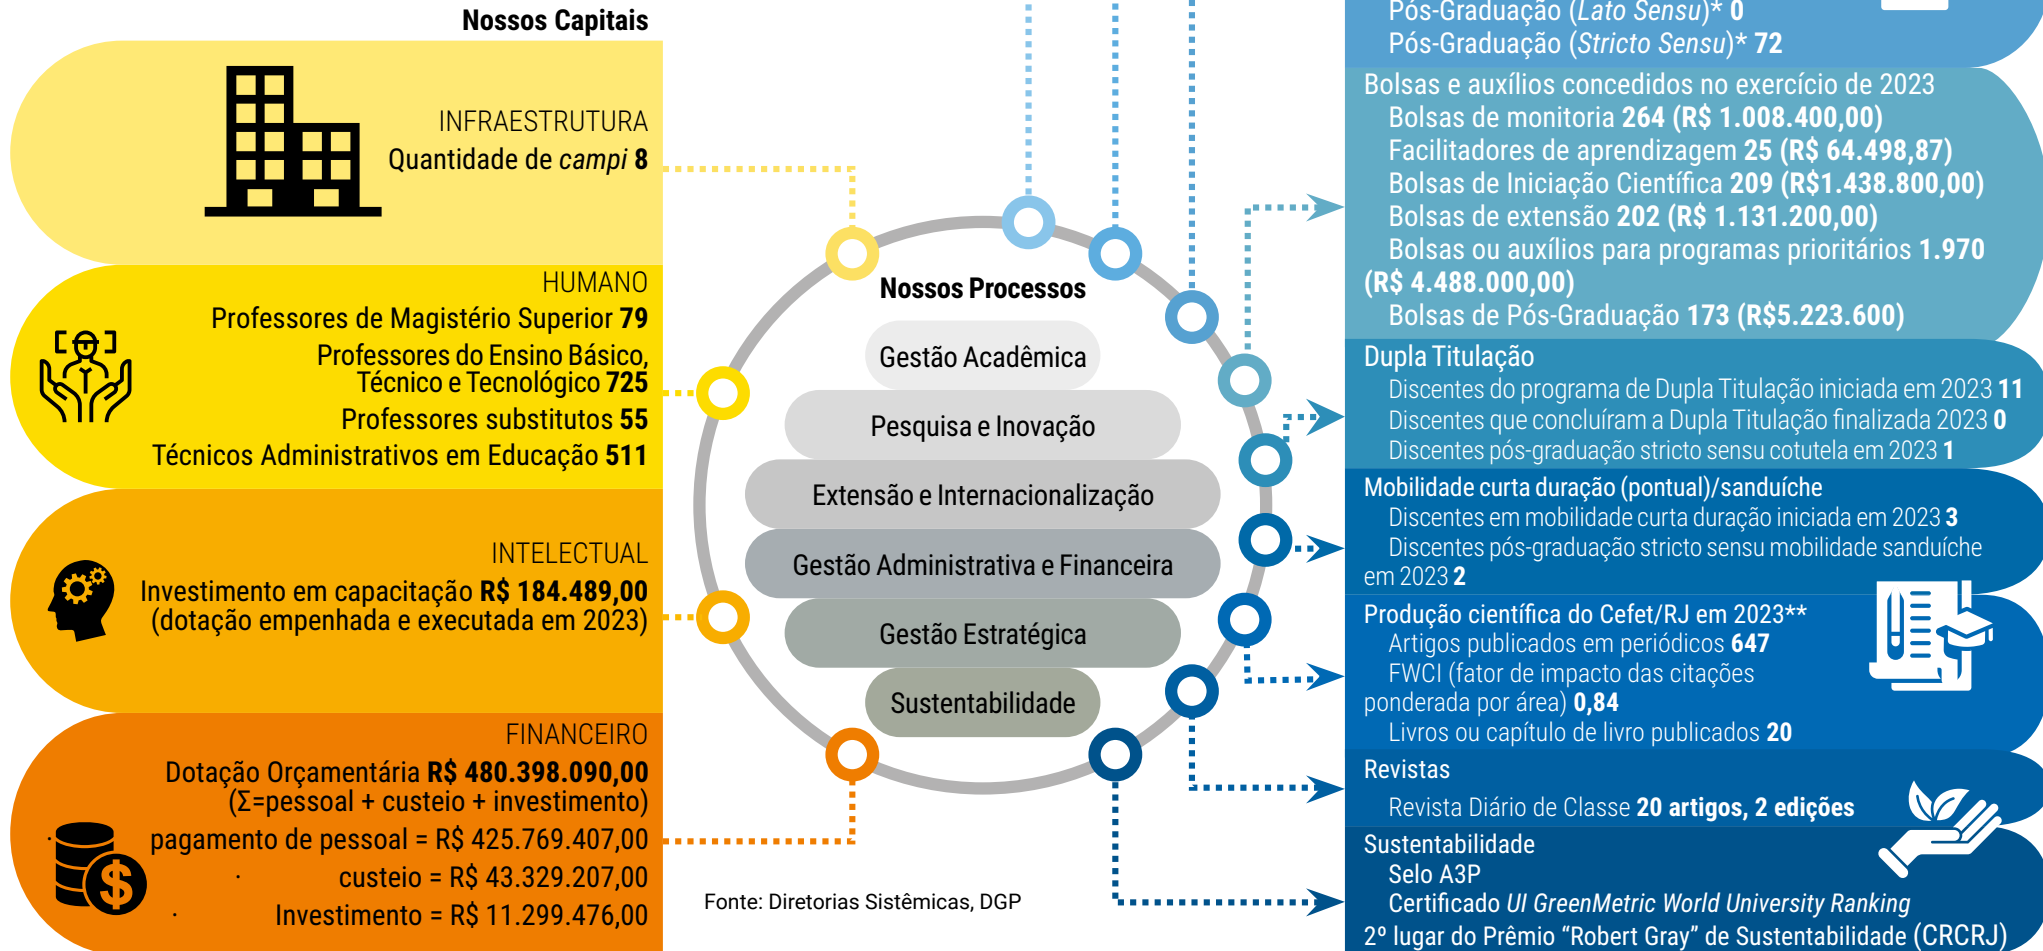 Nossos Capitais
INFRAESTRUTURA
Quantidade de campi 8
HUMANO
Professores de Magistério Superior 79
Professores do Ensino Básico,
Técnico e Tecnológico 725
Professores substitutos 55
Técnicos Administrativos em Educação 511
INTELECTUAL
Investimento em capacitação R$ 184.489,00
(dotação empenhada e executada em 2023)
FINANCEIRO
Dotação Orçamentária R$ 480.398.090,00
(Σ=pessoal + custeio + investimento)
pagamento de pessoal = R$ 425.769.407,00
custeio = R$ 43.329.207,00
Investimento = R$ 11.299.476,00
Nossos Processos
Gestão Acadêmica
Pesquisa e Inovação
Extensão e Internacionalização
Gestão Administrativa e Financeira
Gestão Estratégica
Sustentabilidade
Fonte: Diretorias Sistêmicas, DGP
Pós-Graduação (Lato Sensu)* 0
Pós-Graduação (Stricto Sensu)* 72
Bolsas e auxílios concedidos no exercício de 2023
Bolsas de monitoria 264 (R$ 1.008.400,00)
Facilitadores de aprendizagem 25 (R$ 64.498,87)
Bolsas de Iniciação Científica 209 (R$1.438.800,00)
Bolsas de extensão 202 (R$ 1.131.200,00)
Bolsas ou auxílios para programas prioritários 1.970
(R$ 4.488.000,00)
Bolsas de Pós-Graduação 173 (R$5.223.600)
Dupla Titulação
Discentes do programa de Dupla Titulação iniciada em 2023 11
Discentes que concluíram a Dupla Titulação finalizada 2023 0
Discentes pós-graduação stricto sensu cotutela em 2023 1
Mobilidade curta duração (pontual)/sanduíche
Discentes em mobilidade curta duração iniciada em 2023 3
Discentes pós-graduação stricto sensu mobilidade sanduíche
em 2023 2
Produção científica do Cefet/RJ em 2023**
Artigos publicados em periódicos 647
FWCI (fator de impacto das citações
ponderada por área) 0,84
Livros ou capítulo de livro publicados 20
Revistas
Revista Diário de Classe 20 artigos, 2 edições
Sustentabilidade
Selo A3P
Certificado UI GreenMetric World University Ranking
2º lugar do Prêmio “Robert Gray” de Sustentabilidade (CRCRJ)